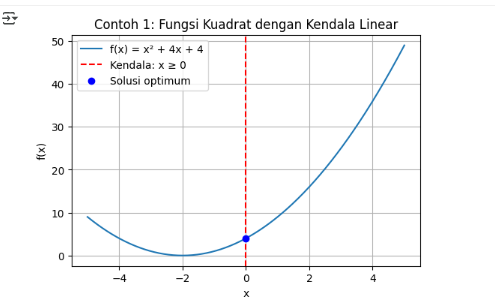 Contoh 1: Fungsi Kuadrat dengan Kendala Linear
f(x) = x² + 4x + 4
Kendala: x ≥ 0
Solusi optimum
50
40
30
20
10
0
f(x)
−4
−2
0
2
4
x